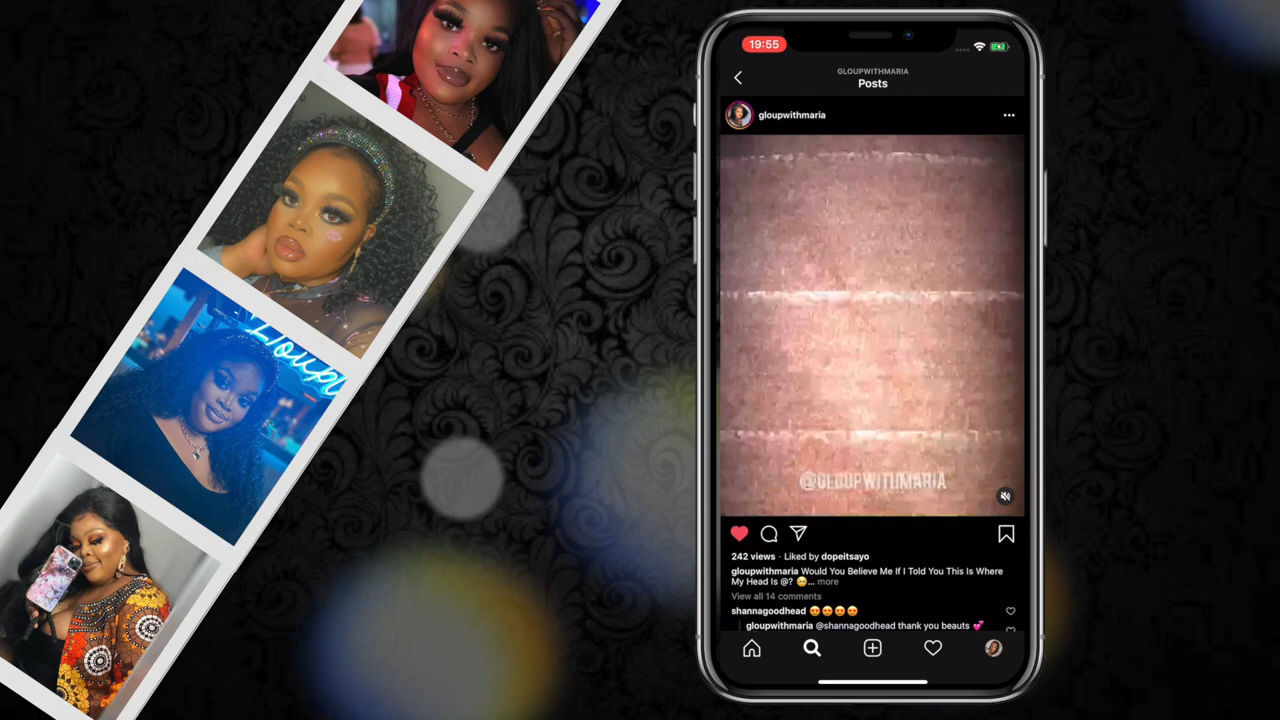 19:55
GLOUPWITHMARIA
Posts
gloupwithmaria
@GLOUPWITHMARIA
242 views · Liked by dopeitsayo
gloupwithmaria Would You Believe Me If I Told You This Is Where
My Head Is @? 🥺... more
View all 14 comments
shannagoodhead 😍😍😍😍
gloupwithmaria @shannagoodhead thank you beauts 💕